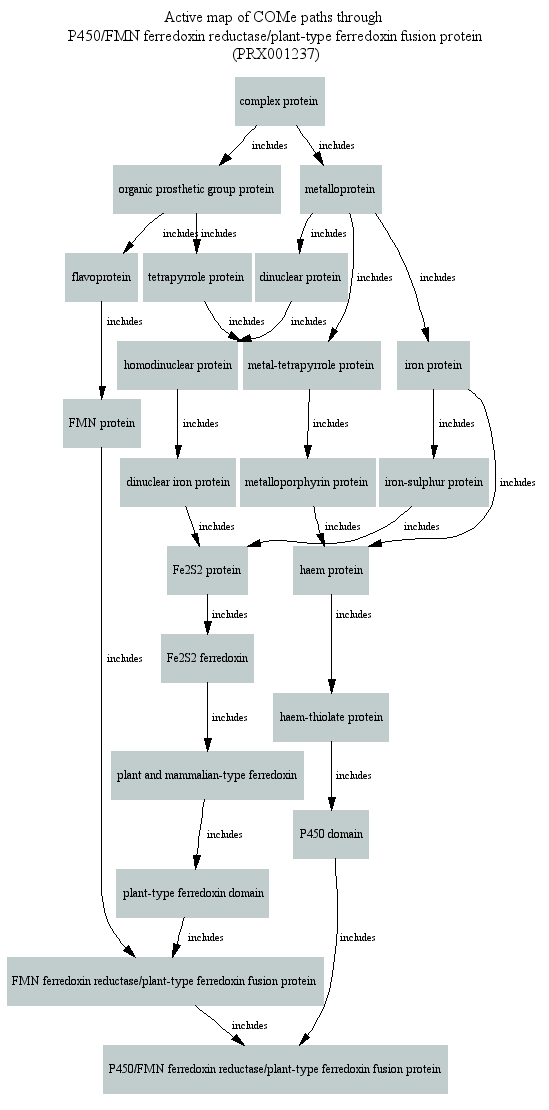 Active map of COMe paths through
P450/FMN ferredoxin reductase/plant-type ferredoxin fusion protein
(PRX001237)
complex protein
includes
includes
organic prosthetic group protein
metalloprotein
includes
includes
includes
includes
includes
flavoprotein
tetrapyrrole protein
dinuclear protein
includes
includes
includes
homodinuclear protein
metal-tetrapyrrole protein
iron protein
FMN protein
includes
includes
includes
dinuclear iron protein
metalloporphyrin protein
iron-sulphur protein
includes
includes
includes
includes
Fe2S2 protein
haem protein
includes
includes
Fe2S2 ferredoxin
includes
includes
haem-thiolate protein
plant and mammalian-type ferredoxin
includes
includes
P450 domain
plant-type ferredoxin domain
includes
includes
FMN ferredoxin reductase/plant-type ferredoxin fusion protein
includes
P450/FMN ferredoxin reductase/plant-type ferredoxin fusion protein